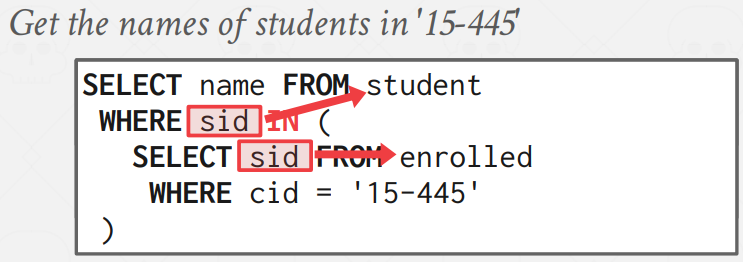 Get the names of students in '15-445'
SELECT name FROM student
WHERE sid IN (
SELECT sid FROM enrolled
WHERE cid = '15-445'
)